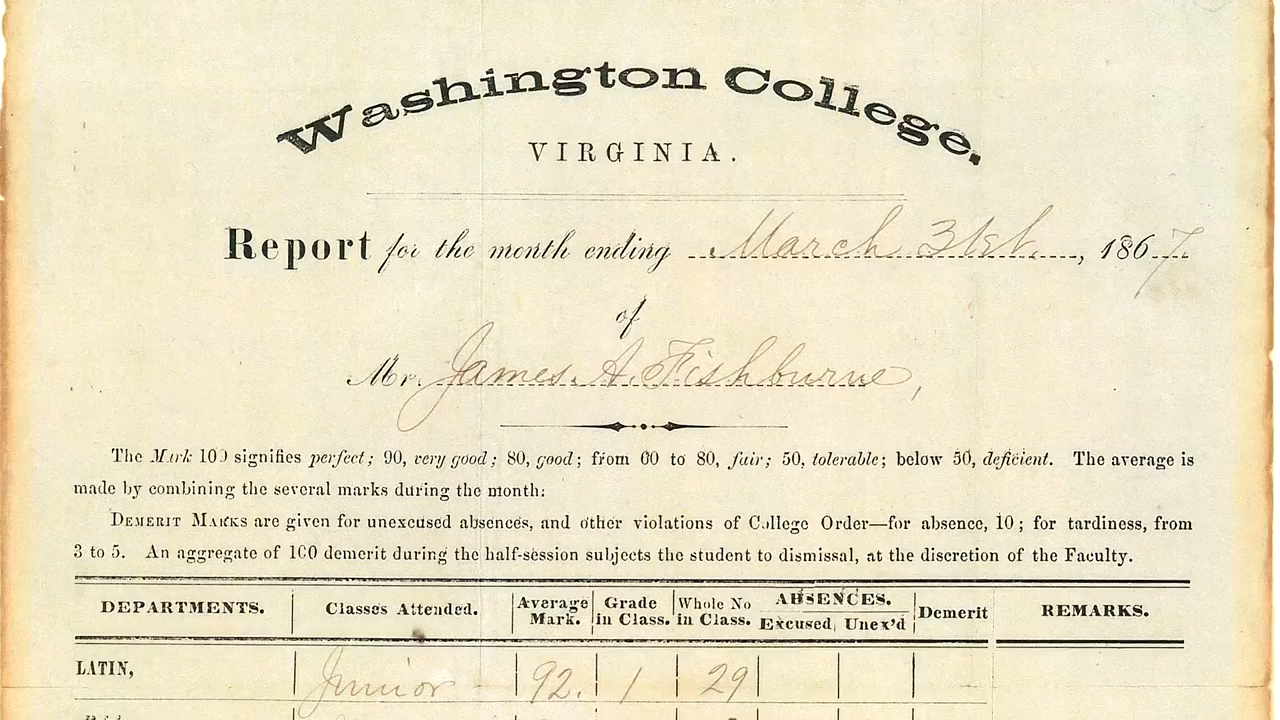 Washington College.
VIRGINIA.
Report for the month ending March 31st. , 1867
of
Mr. James A. Fishburne,
The Mark 100 signifies perfect; 90, very good; 80, good; from 60 to 80, fair; 50, tolerable; below 50, deficient. The average is
made by combining the several marks during the month:
DEMERIT MARKS are given for unexcused absences, and other violations of College Order—for absence, 10; for tardiness, from
3 to 5. An aggregate of 100 demerit during the half-session subjects the student to dismissal, at the discretion of the Faculty.
DEPARTMENTS. Classes Attended. Average Mark. Grade in Class. Whole No in Class. ABSENCES. Excused Unex'd Demerit REMARKS.
LATIN, Junior 92. 1 29